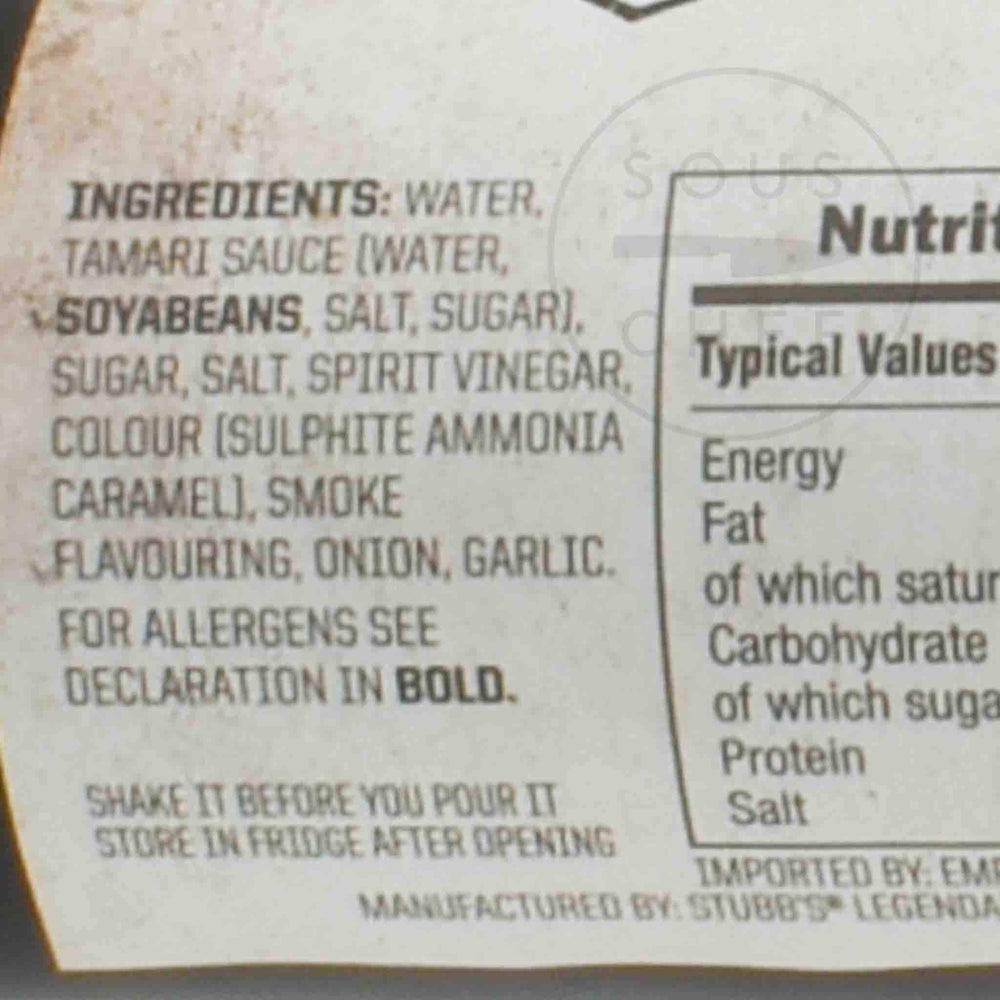 INGREDIENTS: WATER,
TAMARI SAUCE (WATER,
SOYABEANS, SALT, SUGAR),
SUGAR, SALT, SPIRIT VINEGAR,
COLOUR (SULPHITE AMMONIA
CARAMEL), SMOKE
FLAVOURING, ONION, GARLIC.
FOR ALLERGENS SEE
DECLARATION IN BOLD.
SHAKE IT BEFORE YOU POUR IT
STORE IN FRIDGE AFTER OPENING
SOUS
CHEF
Nutrit
Typical Values
Energy
Fat
of which satur
Carbohydrate
of which suga
Protein
Salt
IMPORTED BY: EM
MANUFACTURED BY: STUBB'S® LEGENDA